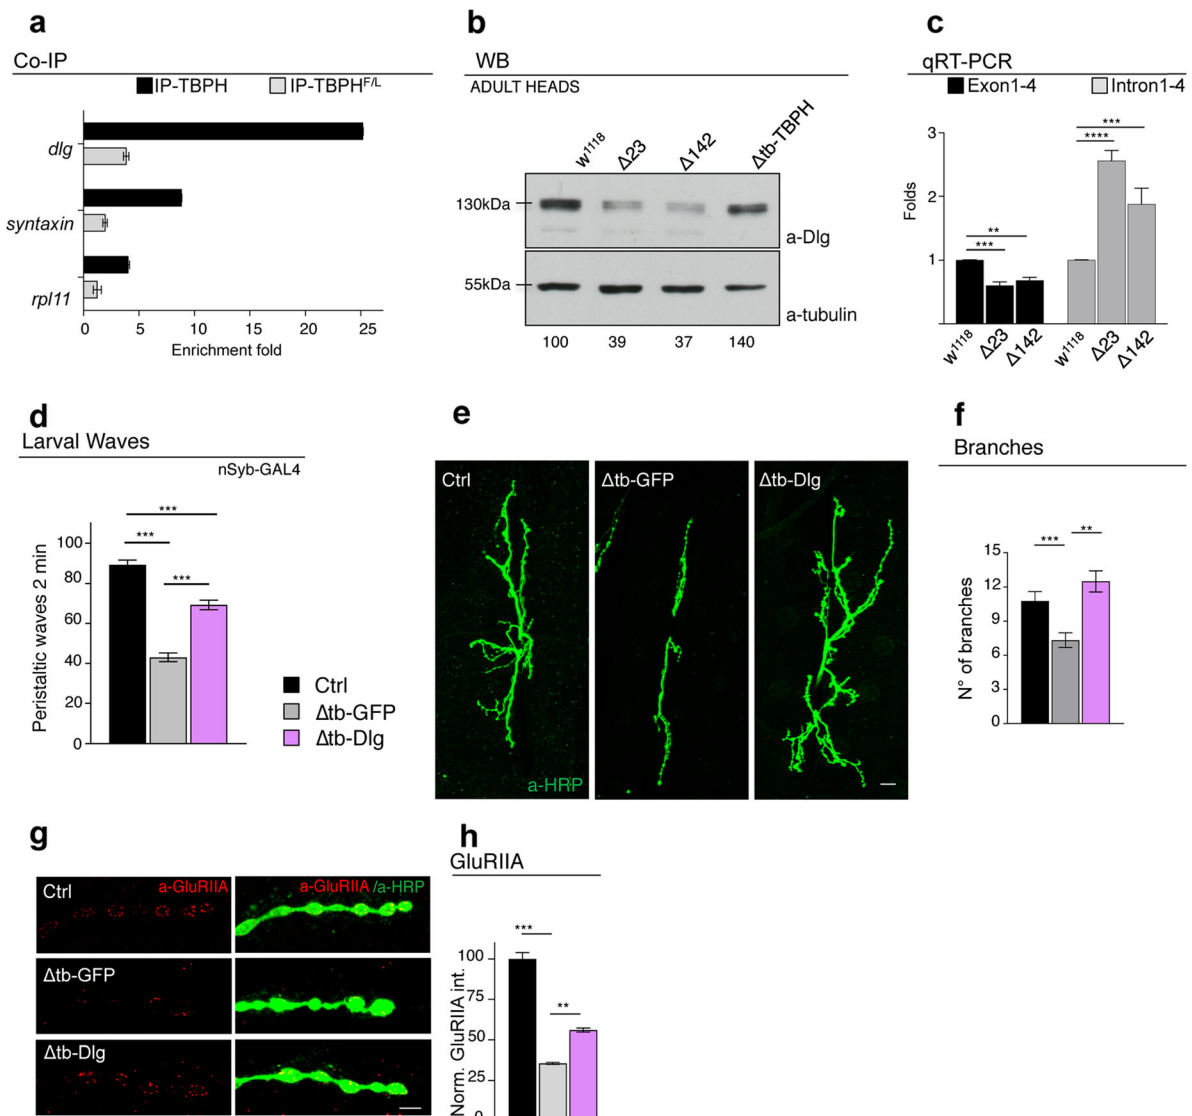 a
Co-IP
IP-TBPH
IP-TBPH^F/L
dlg
syntaxin
rpl11
0 5 10 15 20 25
Enrichment fold
b
WB
ADULT HEADS
w^1118 Δ23 Δ142 Δtb-TBPH
130kDa
a-Dlg
55kDa
a-tubulin
100 39 37 140
c
qRT-PCR
Exon1-4
Intron1-4
3
2
1
Folds
***
****
**
***
w^1118 Δ23 Δ142 w^1118 Δ23 Δ142
d
Larval Waves
nSyb-GAL4
***
***
***
100
80
60
40
20
0
Peristaltic waves 2 min
Ctrl
Δtb-GFP
Δtb-Dlg
e
Ctrl
Δtb-GFP
Δtb-Dlg
a-HRP
f
Branches
*** **
15
12
9
6
3
0
N° of branches
g
a-GluRIIA
a-GluRIIA/a-HRP
Ctrl
Δtb-GFP
Δtb-Dlg
h
GluRIIA
***
**
100
75
50
25
0
Norm. GluRIIA int.